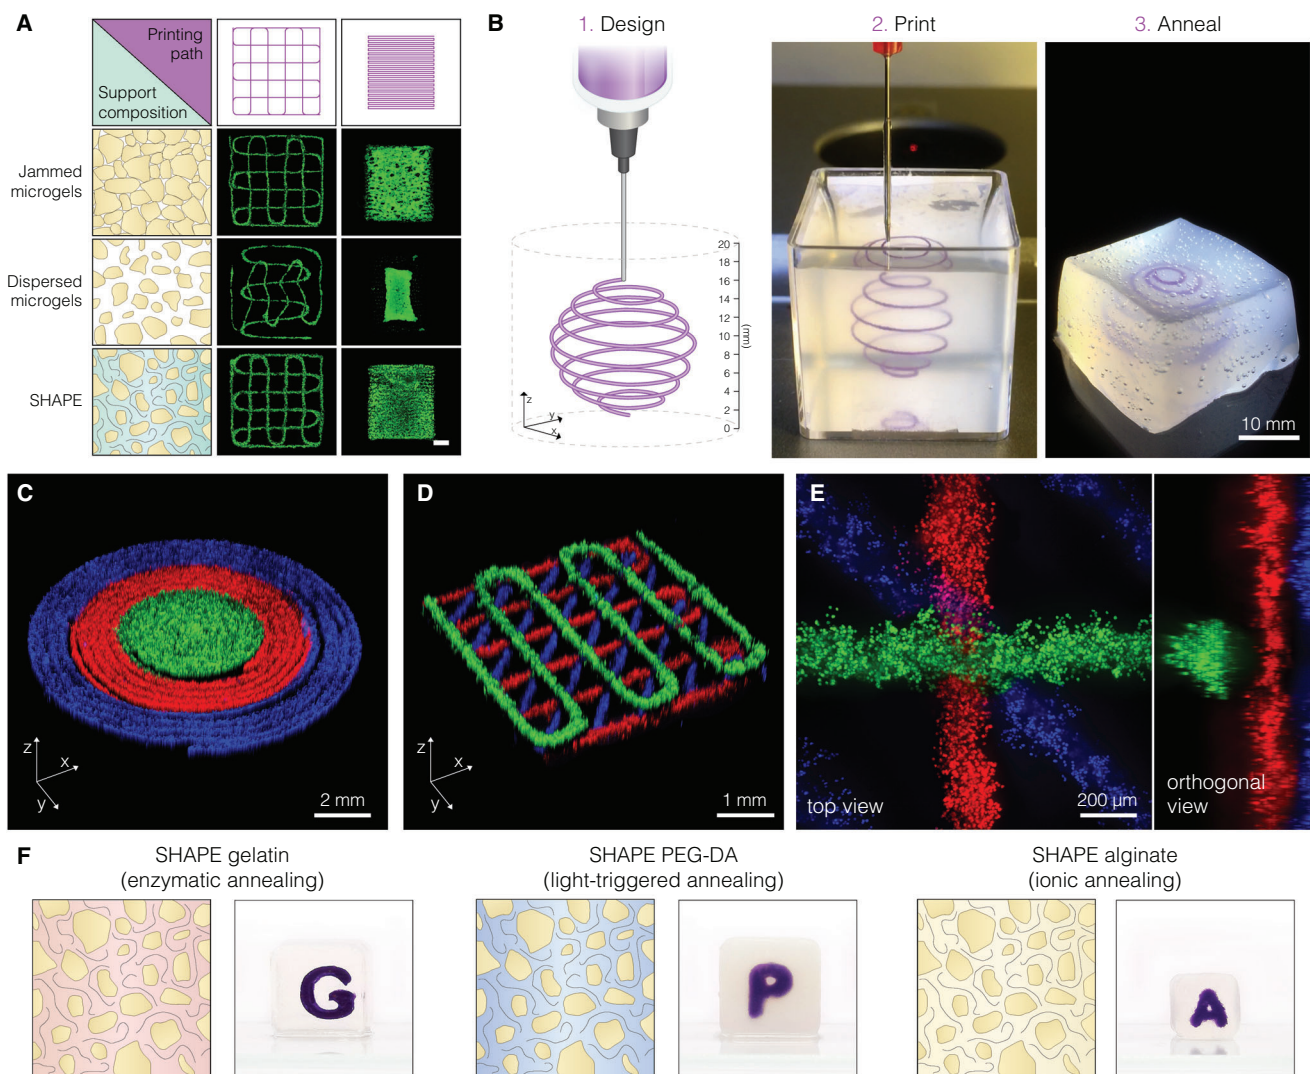 A
Printing
path
Support
composition
Jammed
microgels
Dispersed
microgels
SHAPE
B
1. Design
20
18
16
14
12
10
8
6
4
2
0
(mm)
z
y
x
2. Print
3. Anneal
10 mm
C
z
x
y
2 mm
D
z
x
y
1 mm
E
top view
200 µm
orthogonal
view
F
SHAPE gelatin
(enzymatic annealing)
G
SHAPE PEG-DA
(light-triggered annealing)
P
SHAPE alginate
(ionic annealing)
A